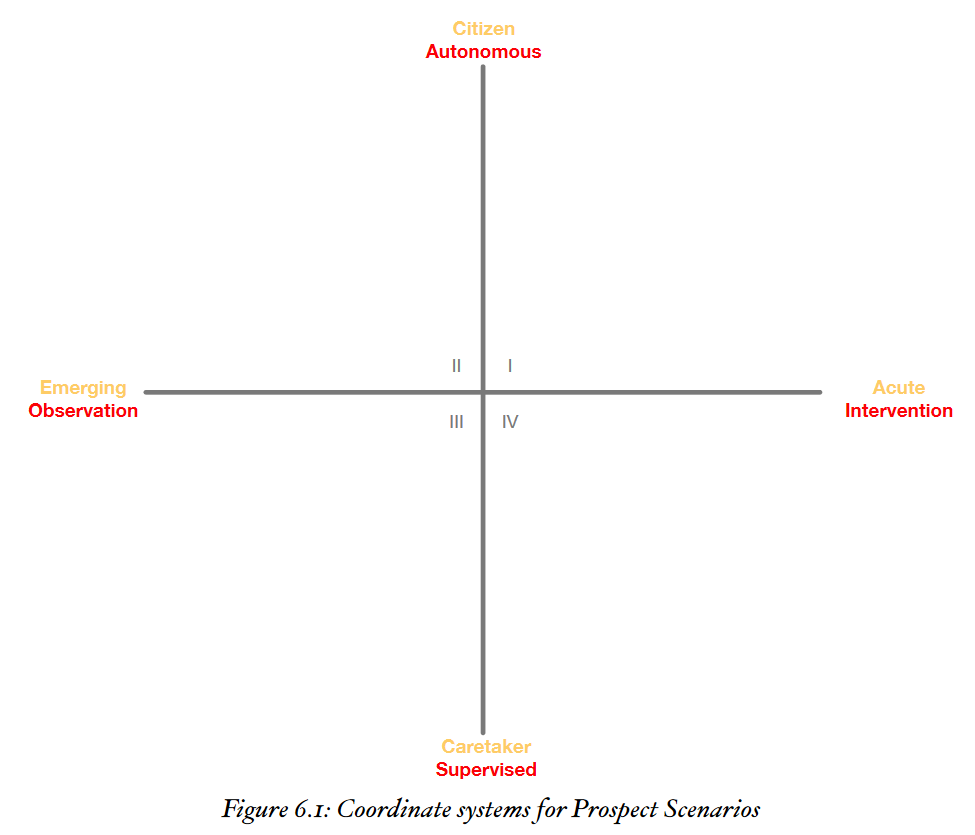 Citizen
Autonomous
II
I
Emerging
Observation
Acute
Intervention
III
IV
Caretaker
Supervised
Figure 6.1: Coordinate systems for Prospect Scenarios